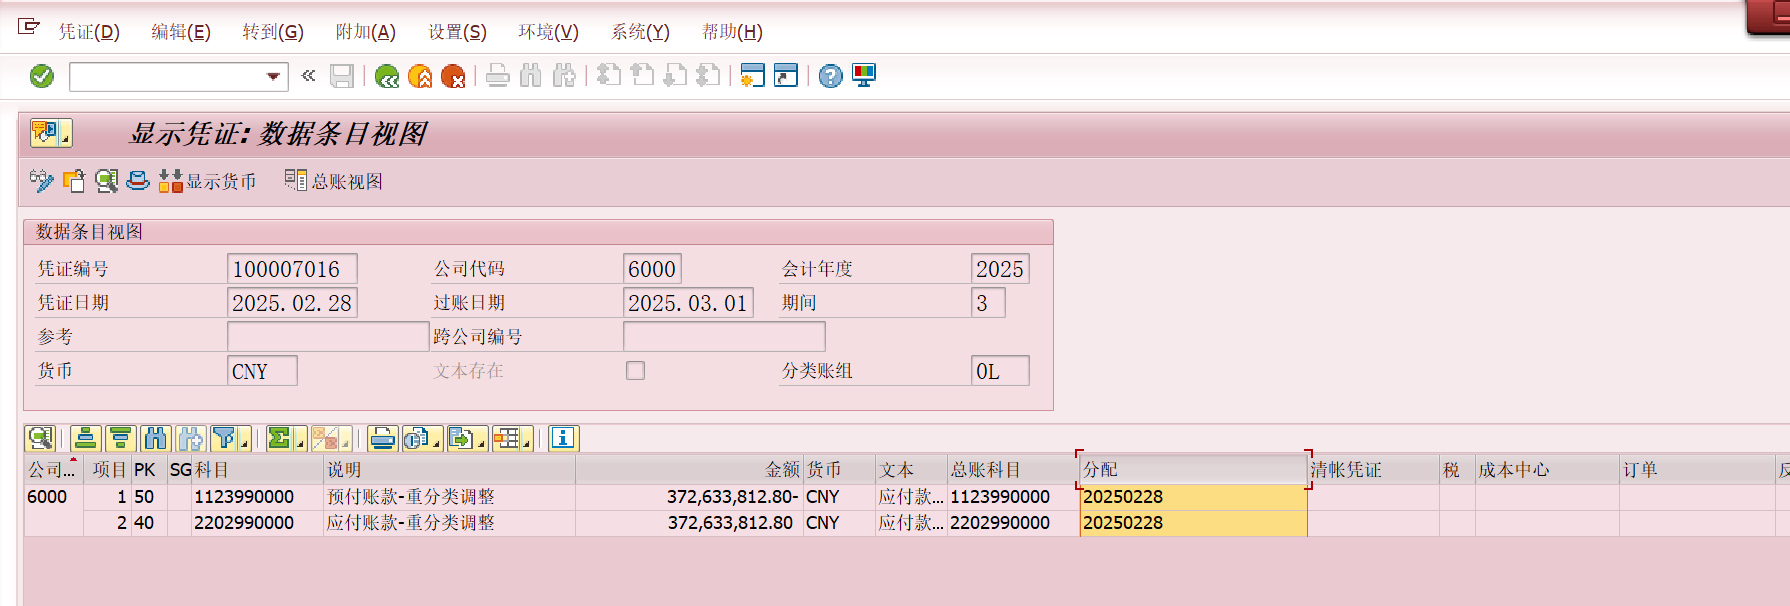 凭证(D) 编辑(E) 转到(G) 附加(A) 设置(S) 环境(V) 系统(Y) 帮助(H)
显示凭证: 数据条目视图
显示货币 总账视图
数据条目视图
凭证编号 100007016 公司代码 6000 会计年度 2025
凭证日期 2025.02.28 过账日期 2025.03.01 期间 3
参考 跨公司编号
货币 CNY 文本存在 分类账组 0L
公司... 项目 PK SG 科目 说明 金额 货币 文本 总账科目 分配 清帐凭证 税 成本中心 订单
6000 1 50 1123990000 预付账款-重分类调整 372,633,812.80- CNY 应付款... 1123990000 20250228
2 40 2202990000 应付账款-重分类调整 372,633,812.80 CNY 应付款... 2202990000 20250228